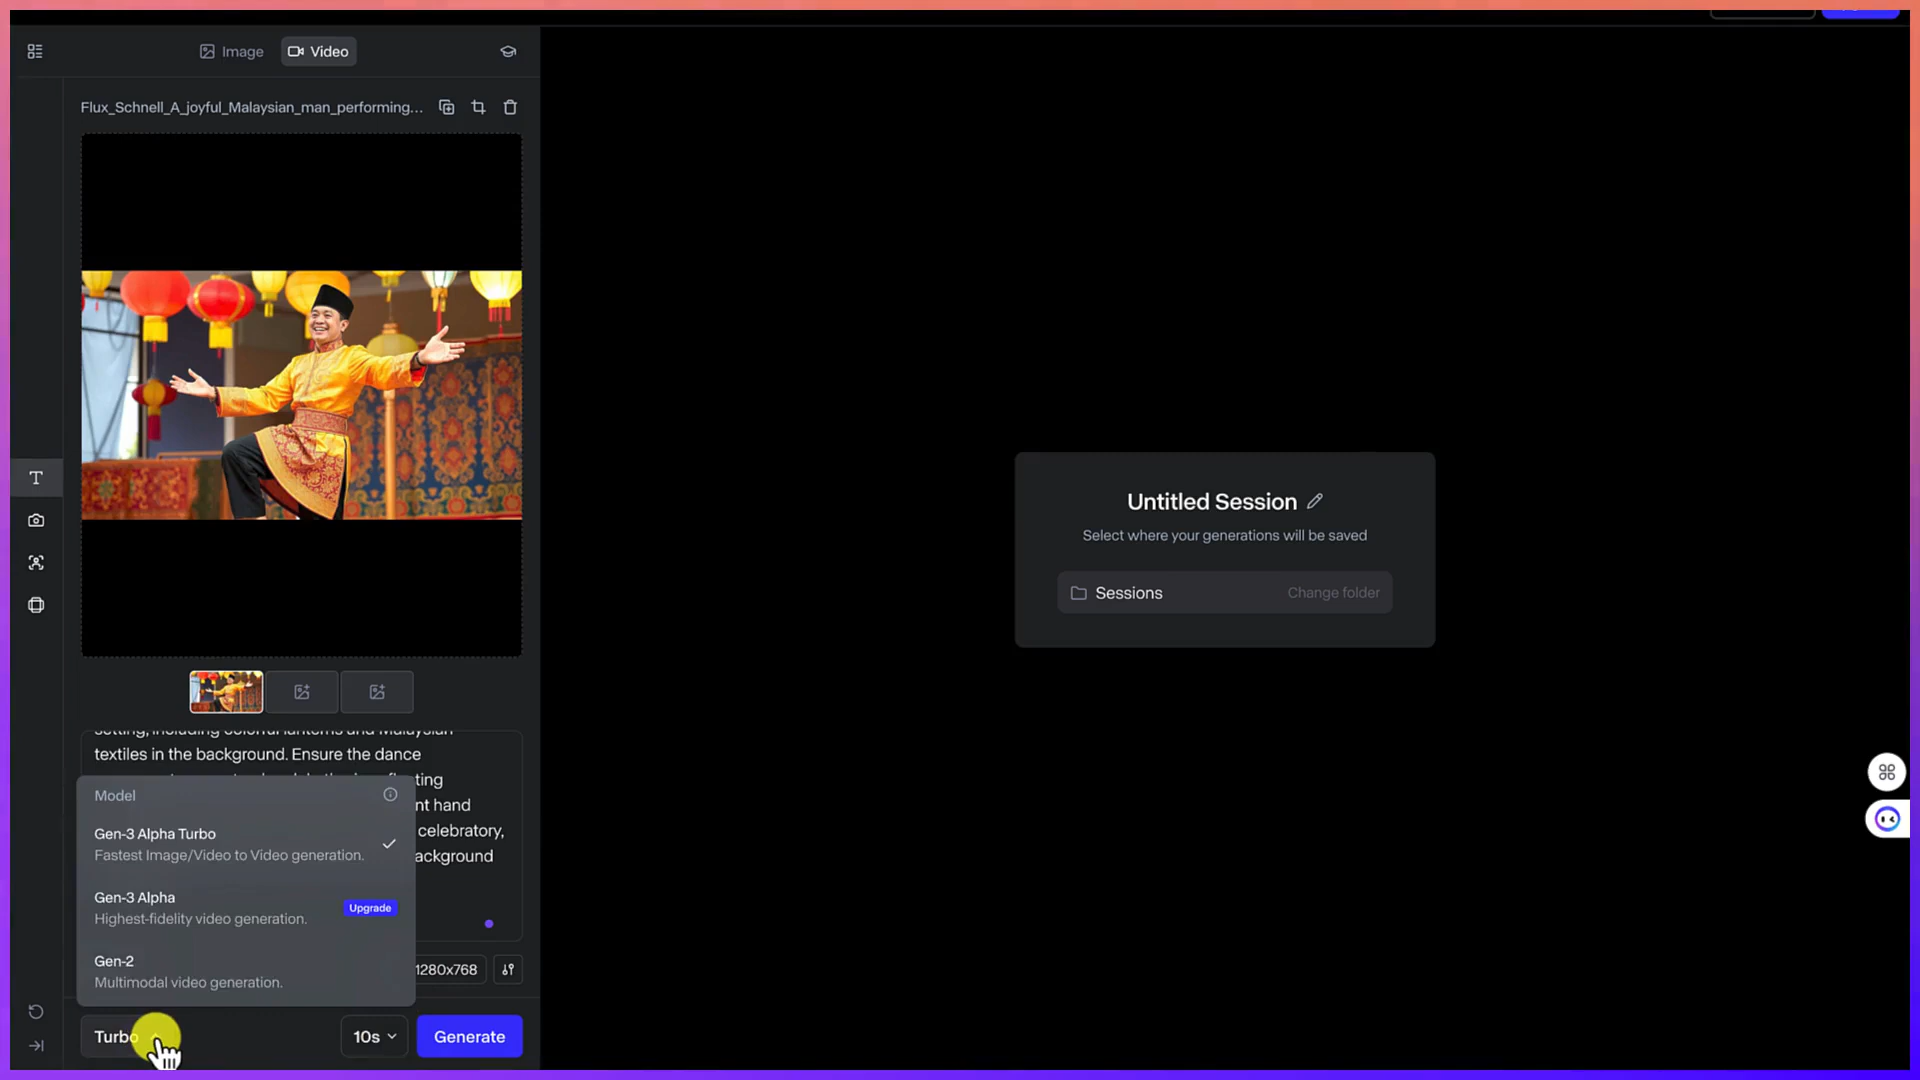 Image
Video
Flux_Schnell_A_joyful_Malaysian_man_performing...
Untitled Session
Select where your generations will be saved
Sessions
Change folder
textiles in the background. Ensure the dance
ting
nt hand
celebratory,
ackground
Model
Gen-3 Alpha Turbo
Fastest Image/Video to Video generation.
Gen-3 Alpha
Upgrade
Highest-fidelity video generation.
Gen-2
Multimodal video generation.
1280x768
Turbo
10s
Generate